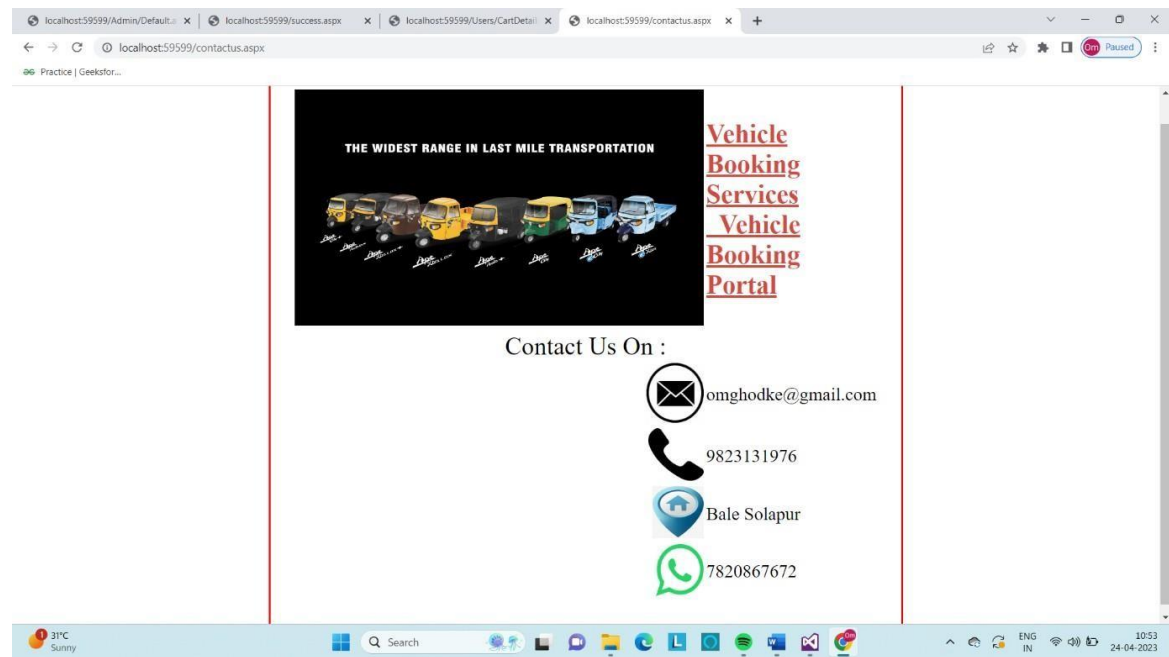 localhost:59599/Admin/Default.a
localhost:59599/success.aspx
localhost:59599/Users/CartDetail
localhost:59599/contactus.aspx
localhost:59599/contactus.aspx
Om Paused
Practice | Geeksfor...
THE WIDEST RANGE IN LAST MILE TRANSPORTATION
Vehicle
Booking
Services
Vehicle
Booking
Portal
Contact Us On :
omghodke@gmail.com
9823131976
Bale Solapur
7820867672
1
31°C
Sunny
Search
ENG
IN
10:53
24-04-2023